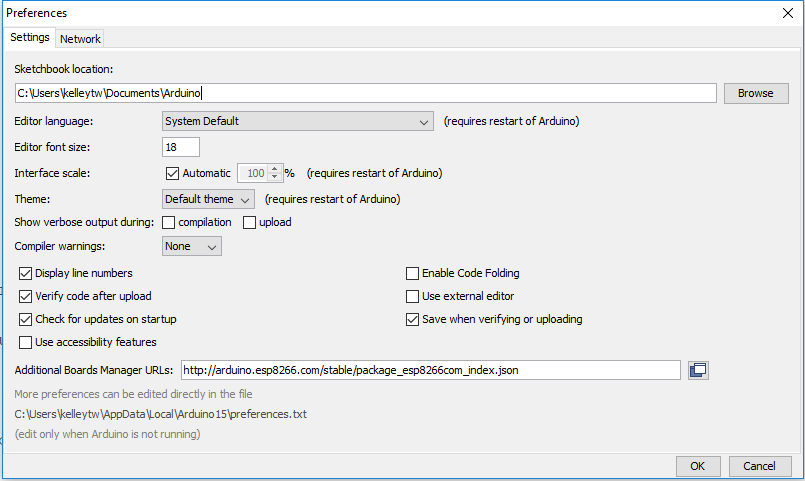 Preferences
Settings Network
Sketchbook location:
C:\Users\kelleytw\Documents\Arduino
Browse
Editor language: System Default (requires restart of Arduino)
Editor font size: 18
Interface scale: Automatic 100 % (requires restart of Arduino)
Theme: Default theme (requires restart of Arduino)
Show verbose output during: compilation upload
Compiler warnings: None
Display line numbers Enable Code Folding
Verify code after upload Use external editor
Check for updates on startup Save when verifying or uploading
Use accessibility features
Additional Boards Manager URLs: http://arduino.esp8266.com/stable/package_esp8266com_index.json
More preferences can be edited directly in the file
C:\Users\kelleytw\AppData\Local\Arduino15\preferences.txt
(edit only when Arduino is not running)
OK Cancel